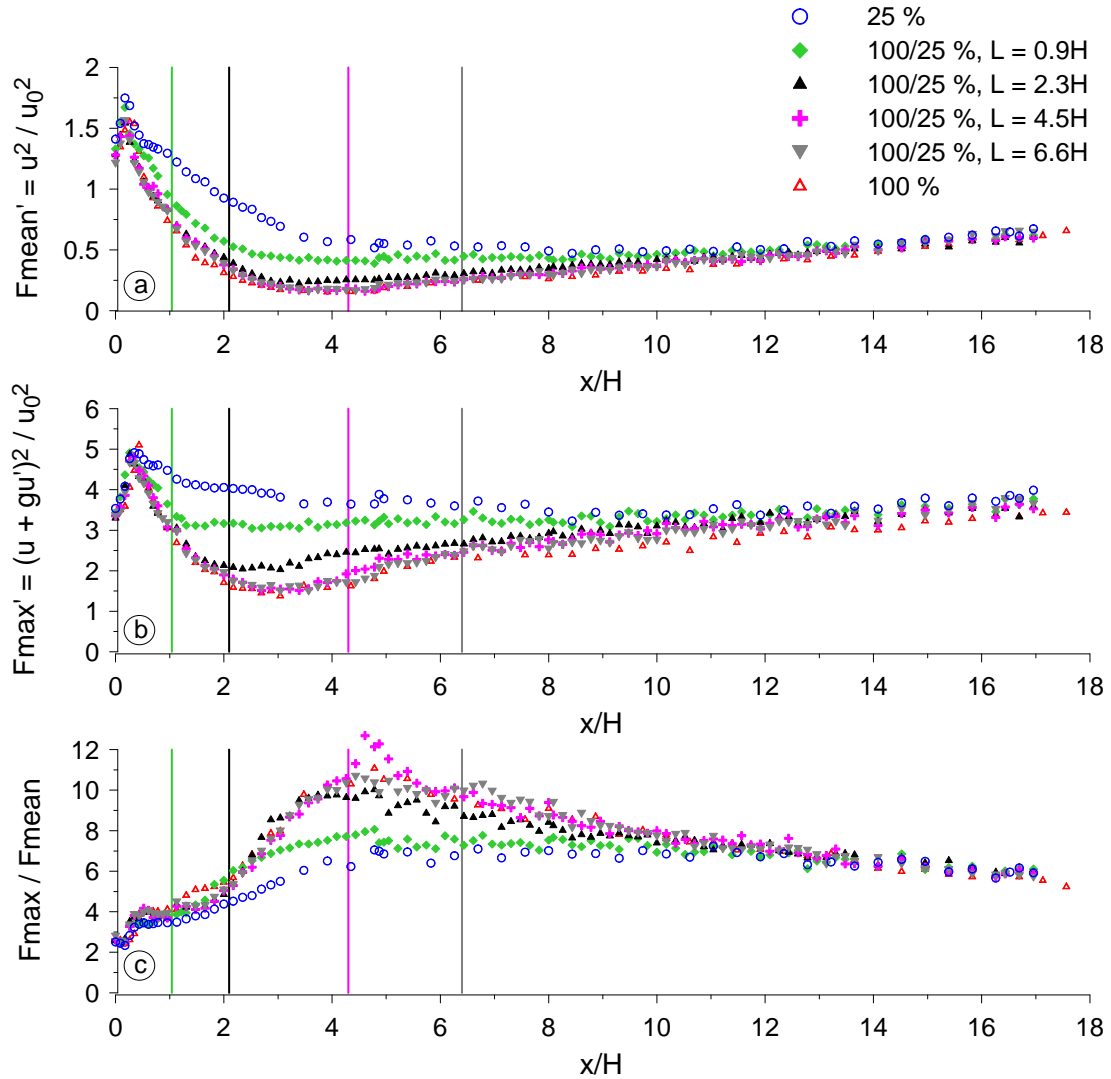 25 %
100/25 %, L = 0.9H
100/25 %, L = 2.3H
100/25 %, L = 4.5H
100/25 %, L = 6.6H
100 %
Fmean' = u² / u₀²
2
1.5
1
0.5
0
a
0 2 4 6 8 10 12 14 16 18
x/H
Fmax' = (u + gu')² / u₀²
6
5
4
3
2
1
0
b
0 2 4 6 8 10 12 14 16 18
x/H
Fmax / Fmean
12
10
8
6
4
2
0
c
0 2 4 6 8 10 12 14 16 18
x/H